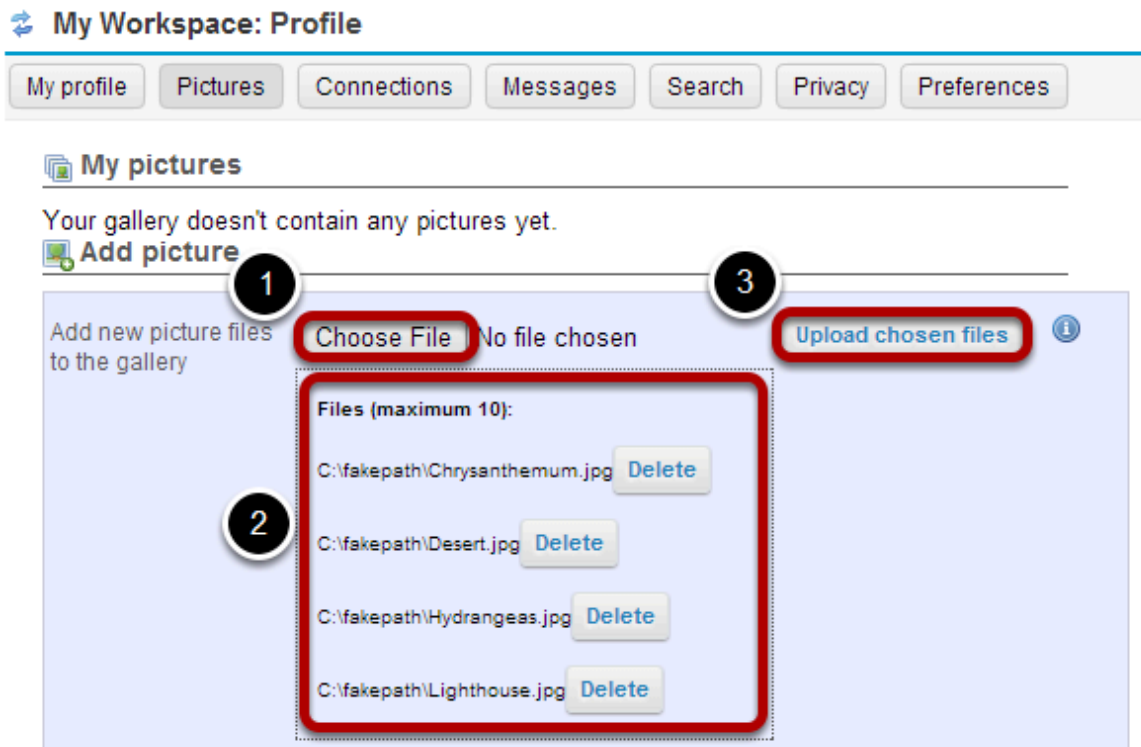 My Workspace: Profile
My profile Pictures Connections Messages Search Privacy Preferences
My pictures
Your gallery doesn't contain any pictures yet.
Add picture
1
3
Add new picture files
to the gallery
Choose File No file chosen
Upload chosen files
Files (maximum 10):
C:\fakepath\Chrysanthemum.jpg Delete
2
C:\fakepath\Desert.jpg Delete
C:\fakepath\Hydrangeas.jpg Delete
C:\fakepath\Lighthouse.jpg Delete